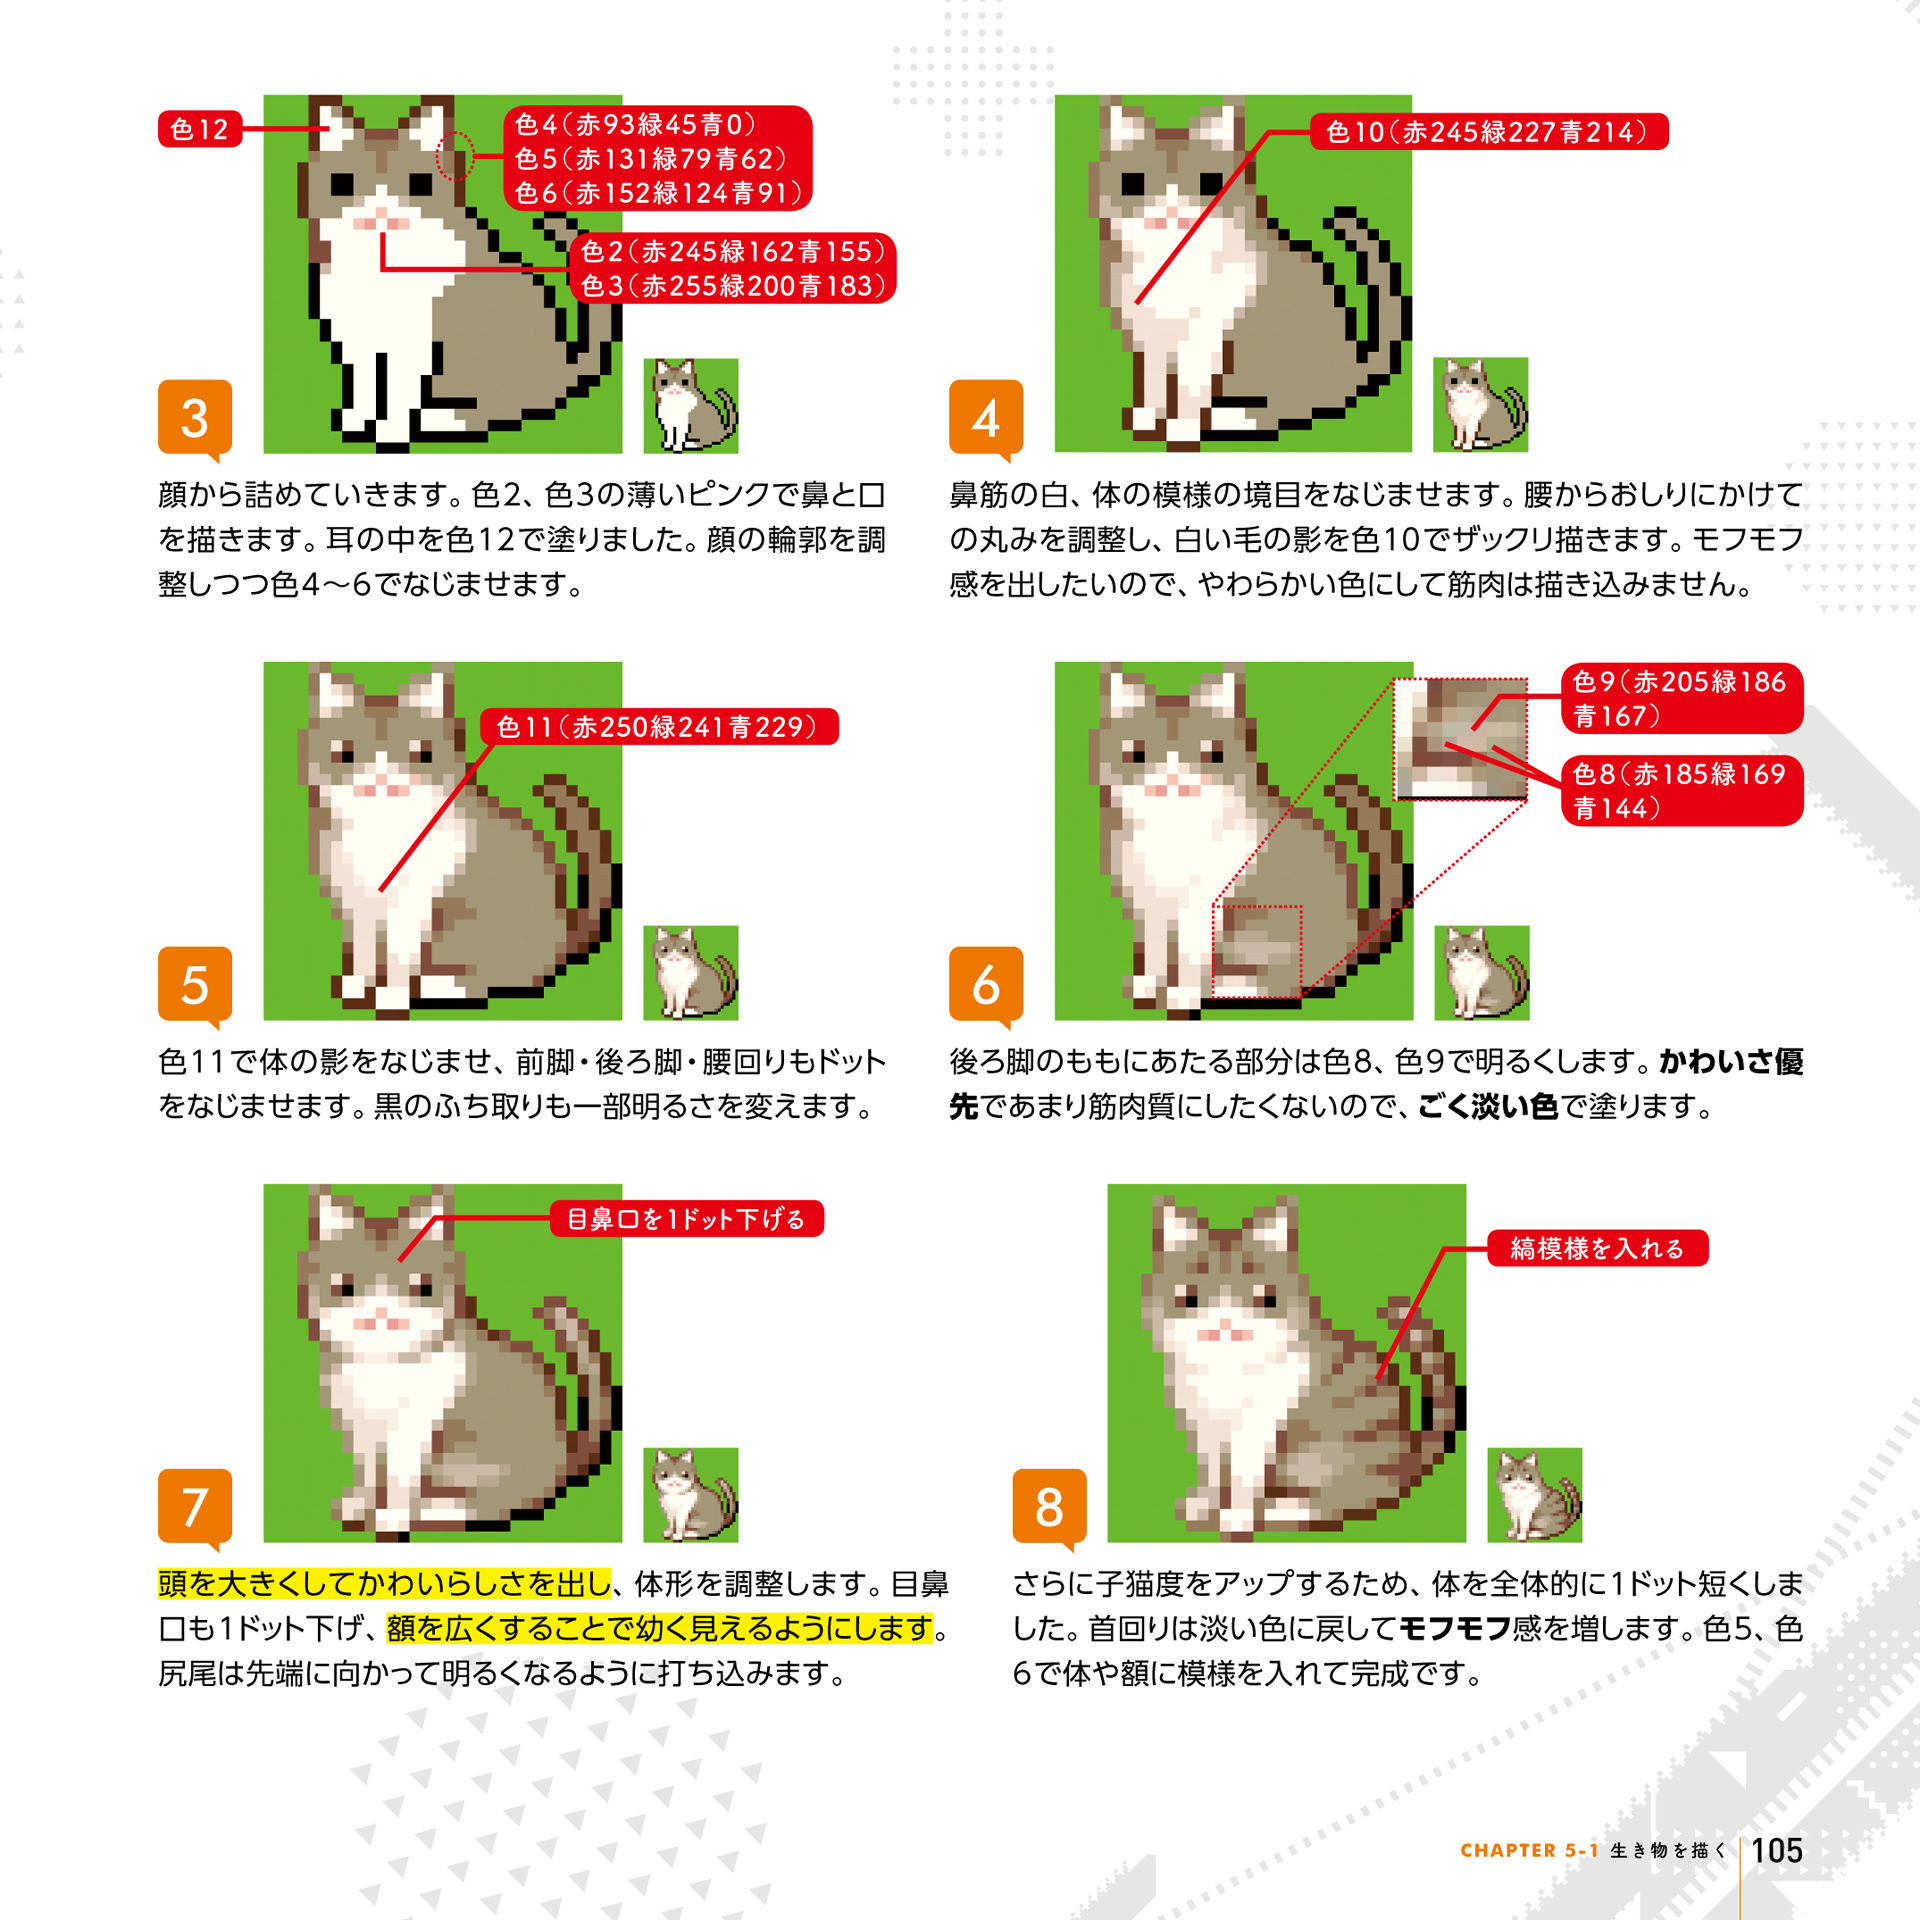 色12
色4（赤93緑45青0）
色5（赤131緑79青62）
色6（赤152緑124青91）
色2（赤245緑162青155）
色3（赤255緑200青183）
3
顔から詰めていきます。色2、色3の薄いピンクで鼻と口
を描きます。耳の中を色12で塗りました。顔の輪郭を調
整しつつ色4～6でなじませます。
色10（赤245緑227青214）
4
鼻筋の白、体の模様の境目をなじませます。腰からおしりにかけて
の丸みを調整し、白い毛の影を色10でザックリ描きます。モフモフ
感を出したいので、やわらかい色にして筋肉は描き込みません。
色11（赤250緑241青229）
5
色11で体の影をなじませ、前脚・後ろ脚・腰回りもドット
をなじませます。黒のふち取りも一部明るさを変えます。
色9（赤205緑186
青167）
色8（赤185緑169
青144）
6
後ろ脚のももにあたる部分は色8、色9で明るくします。かわいさ優
先であまり筋肉質にしたくないので、ごく淡い色で塗ります。
目鼻口を1ドット下げる
7
頭を大きくしてかわいらしさを出し、体形を調整します。目鼻
口も1ドット下げ、額を広くすることで幼く見えるようにします。
尻尾は先端に向かって明るくなるように打ち込みます。
縞模様を入れる
8
さらに子猫度をアップするため、体を全体的に1ドット短くしま
した。首回りは淡い色に戻してモフモフ感を増します。色5、色
6で体や額に模様を入れて完成です。
CHAPTER 5-1 生き物を描く 105